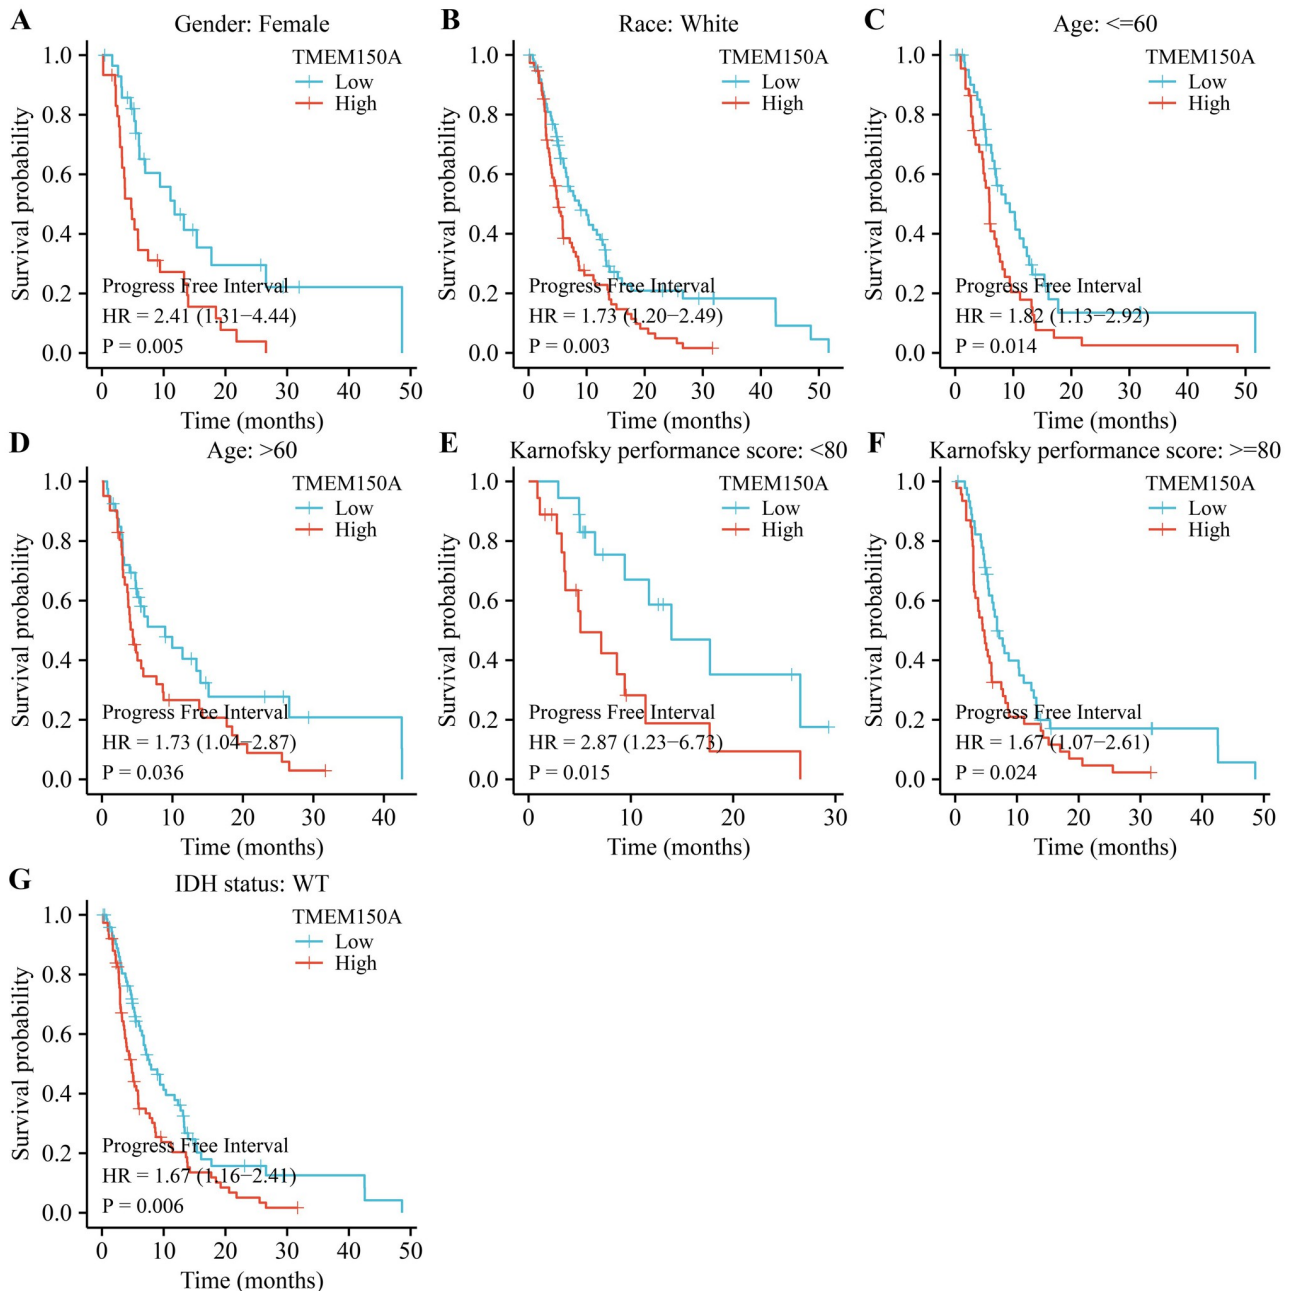 A
Gender: Female
TMEM150A
Low
High
Survival probability
1.0
0.8
0.6
0.4
0.2
0.0
Progress Free Interval
HR = 2.41 (1.31−4.44)
P = 0.005
0 10 20 30 40 50
Time (months)
B
Race: White
TMEM150A
Low
High
Survival probability
1.0
0.8
0.6
0.4
0.2
0.0
Progress Free Interval
HR = 1.73 (1.20−2.49)
P = 0.003
0 10 20 30 40 50
Time (months)
C
Age: <=60
TMEM150A
Low
High
Survival probability
1.0
0.8
0.6
0.4
0.2
0.0
Progress Free Interval
HR = 1.82 (1.13−2.92)
P = 0.014
0 10 20 30 40 50
Time (months)
D
Age: >60
TMEM150A
Low
High
Survival probability
1.0
0.8
0.6
0.4
0.2
0.0
Progress Free Interval
HR = 1.73 (1.04−2.87)
P = 0.036
0 10 20 30 40
Time (months)
E
Karnofsky performance score: <80
TMEM150A
Low
High
Survival probability
1.0
0.8
0.6
0.4
0.2
0.0
Progress Free Interval
HR = 2.87 (1.23−6.73)
P = 0.015
0 10 20 30
Time (months)
F
Karnofsky performance score: >=80
TMEM150A
Low
High
Survival probability
1.0
0.8
0.6
0.4
0.2
0.0
Progress Free Interval
HR = 1.67 (1.07−2.61)
P = 0.024
0 10 20 30 40 50
Time (months)
G
IDH status: WT
TMEM150A
Low
High
Survival probability
1.0
0.8
0.6
0.4
0.2
0.0
Progress Free Interval
HR = 1.67 (1.16−2.41)
P = 0.006
0 10 20 30 40 50
Time (months)